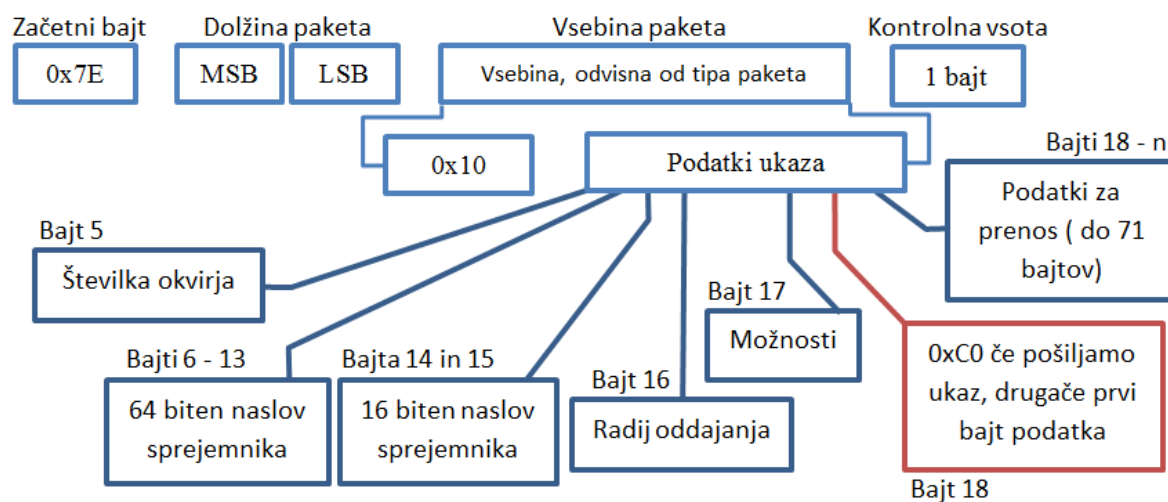 Začetni bajt
Dolžina paketa
Vsebina paketa
Kontrolna vsota
0x7E
MSB
LSB
Vsebina, odvisna od tipa paketa
1 bajt
0x10
Podatki ukaza
Bajti 18 - n
Podatki za
prenos ( do 71
bajtov)
Bajt 5
Številka okvirja
Bajti 6 - 13
64 biten naslov
sprejemnika
Bajta 14 in 15
16 biten naslov
sprejemnika
Bajt 16
Radij oddajanja
Bajt 17
Možnosti
0xC0 če pošiljamo
ukaz, drugače prvi
bajt podatka
Bajt 18